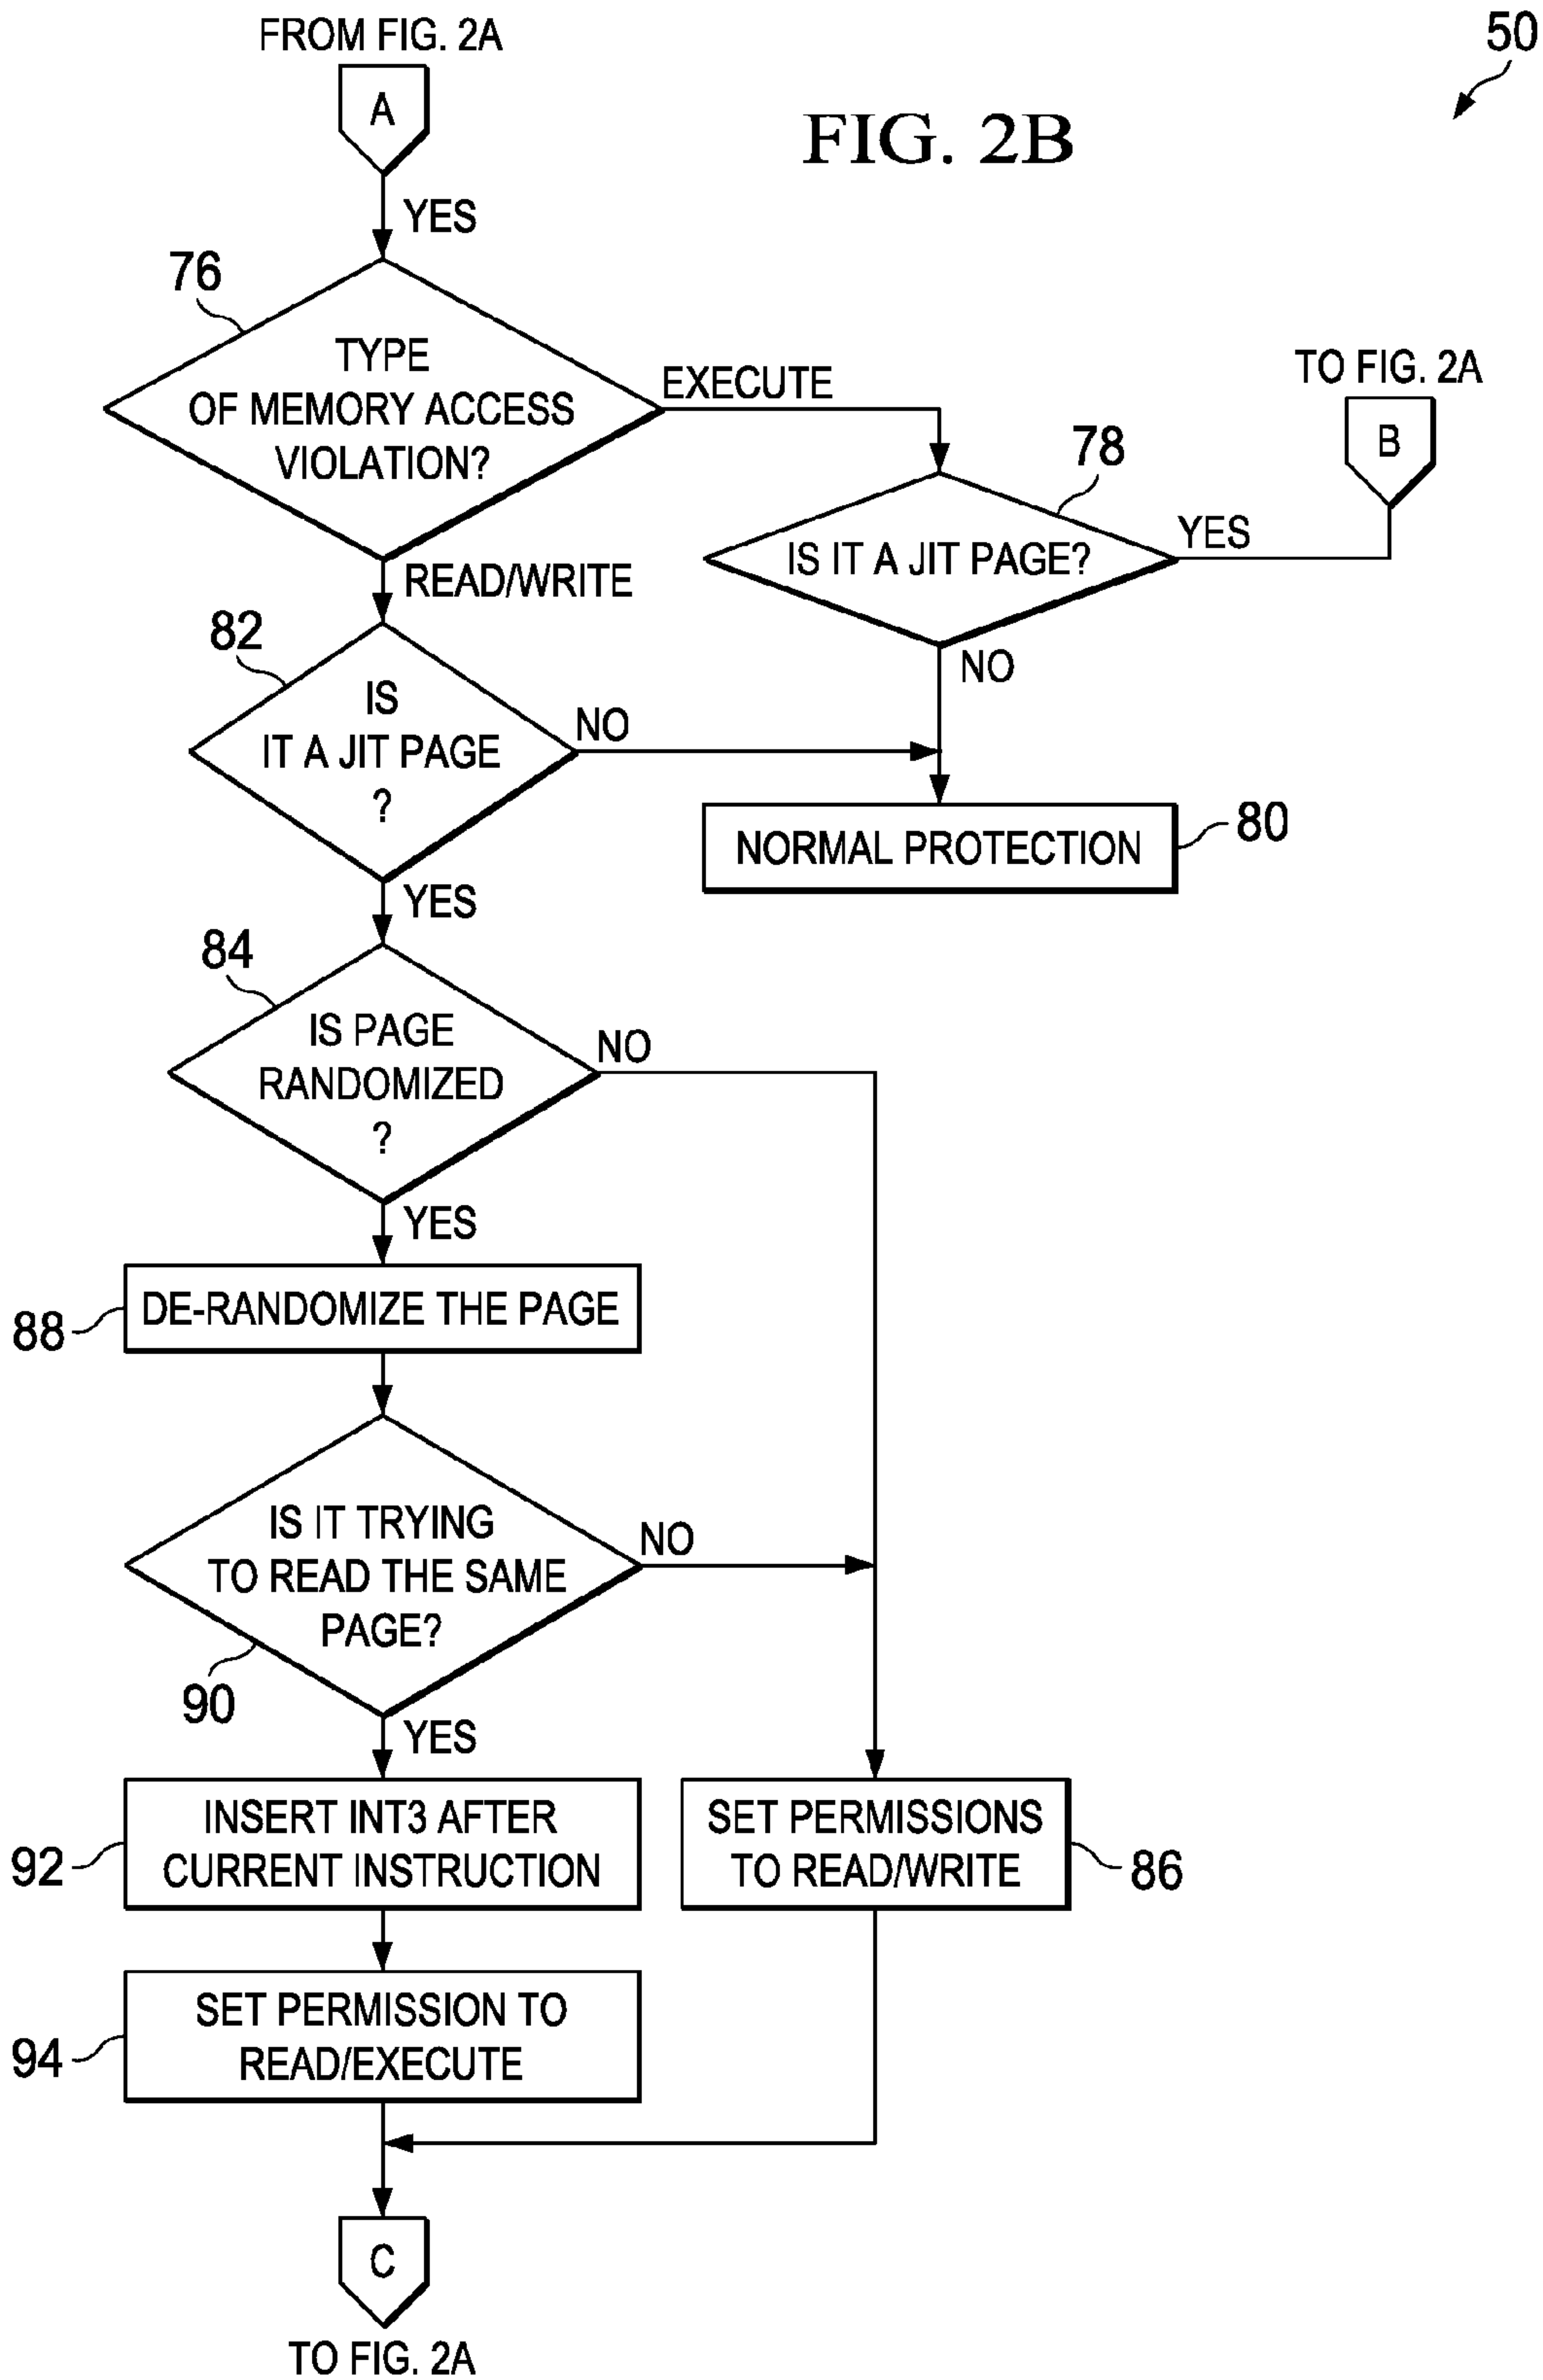 FROM FIG. 2A
50
A
FIG. 2B
YES
76
TYPE
OF MEMORY ACCESS
VIOLATION?
EXECUTE
TO FIG. 2A
B
78
IS IT A JIT PAGE?
YES
READ/WRITE
NO
82
IS
IT A JIT PAGE
?
NO
NORMAL PROTECTION
80
YES
84
IS PAGE
RANDOMIZED
?
NO
YES
DE-RANDOMIZE THE PAGE
88
IS IT TRYING
TO READ THE SAME
PAGE?
NO
90
YES
INSERT INT3 AFTER
CURRENT INSTRUCTION
92
SET PERMISSIONS
TO READ/WRITE
86
SET PERMISSION TO
READ/EXECUTE
94
C
TO FIG. 2A